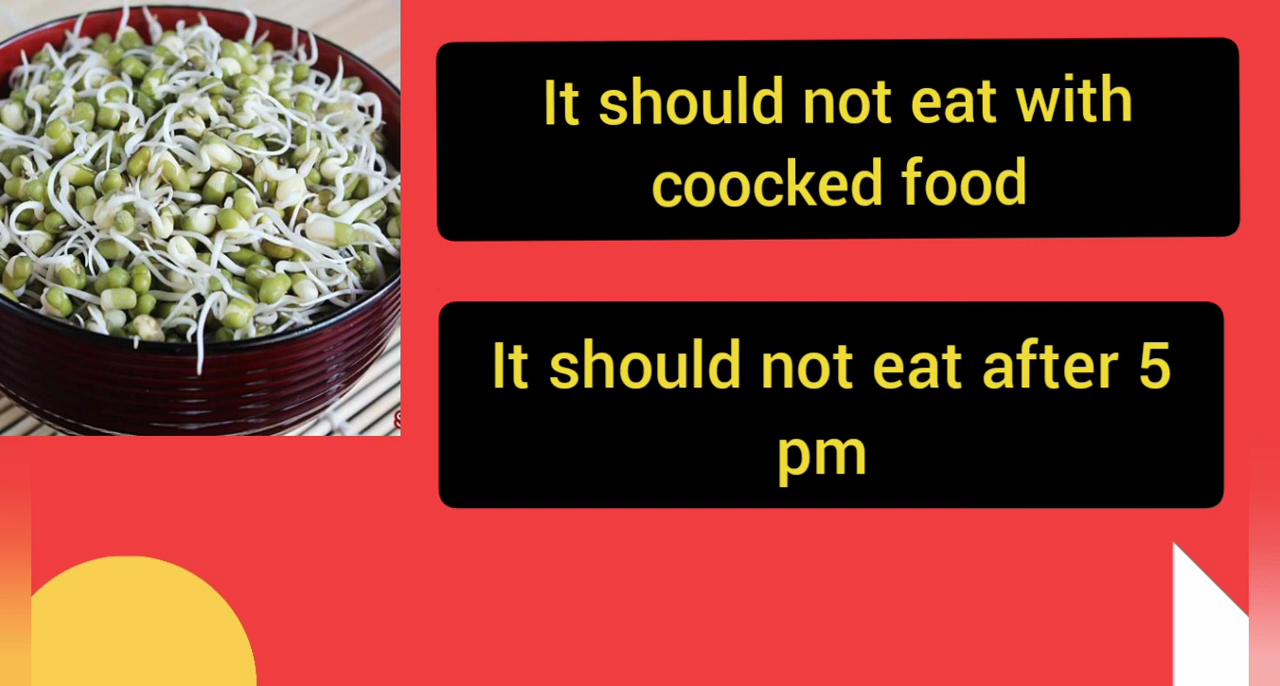 It should not eat with
coocked food
It should not eat after 5
pm